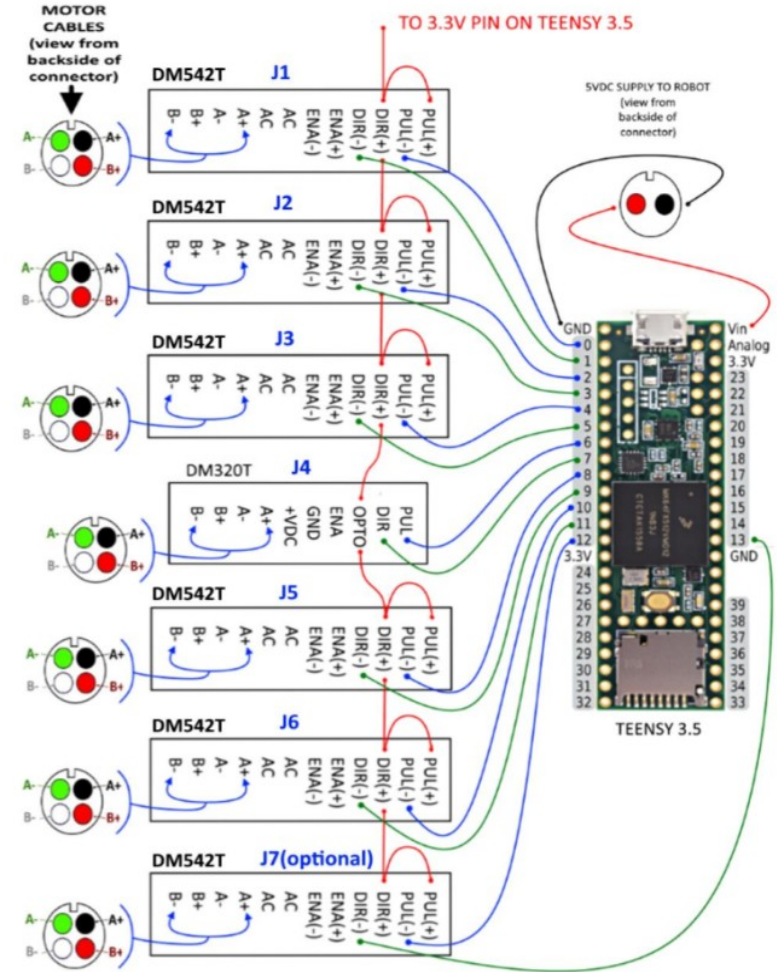 MOTOR
CABLES
(view from
backside of
connector)
TO 3.3V PIN ON TEENSY 3.5
5VDC SUPPLY TO ROBOT
(view from
backside of
connector)
DM542T J1
B- B+ A- A+ AC AC ENA(-) ENA(+) DIR(-) DIR(+) PUL(-) PUL(+)
A- A+
B- B+
DM542T J2
B- B+ A- A+ AC AC ENA(-) ENA(+) DIR(-) DIR(+) PUL(-) PUL(+)
A- A+
B- B+
DM542T J3
B- B+ A- A+ AC AC ENA(-) ENA(+) DIR(-) DIR(+) PUL(-) PUL(+)
A- A+
B- B+
DM320T J4
B- B+ A- A+ +VDC GND ENA OPTO DIR PUL
A- A+
B- B+
DM542T J5
B- B+ A- A+ AC AC ENA(-) ENA(+) DIR(-) DIR(+) PUL(-) PUL(+)
A- A+
B- B+
DM542T J6
B- B+ A- A+ AC AC ENA(-) ENA(+) DIR(-) DIR(+) PUL(-) PUL(+)
A- A+
B- B+
DM542T J7(optional)
B- B+ A- A+ AC AC ENA(-) ENA(+) DIR(-) DIR(+) PUL(-) PUL(+)
A- A+
B- B+
GND Vin
0 Analog
1 3.3V
2 23
3 22
4 21
5 20
6 19
7 18
8 17
9 16
10 15
11 14
12 13
3.3V GND
24
25
26 39
27 38
28 37
29 36
30 35
31 34
32 33
TEENSY 3.5